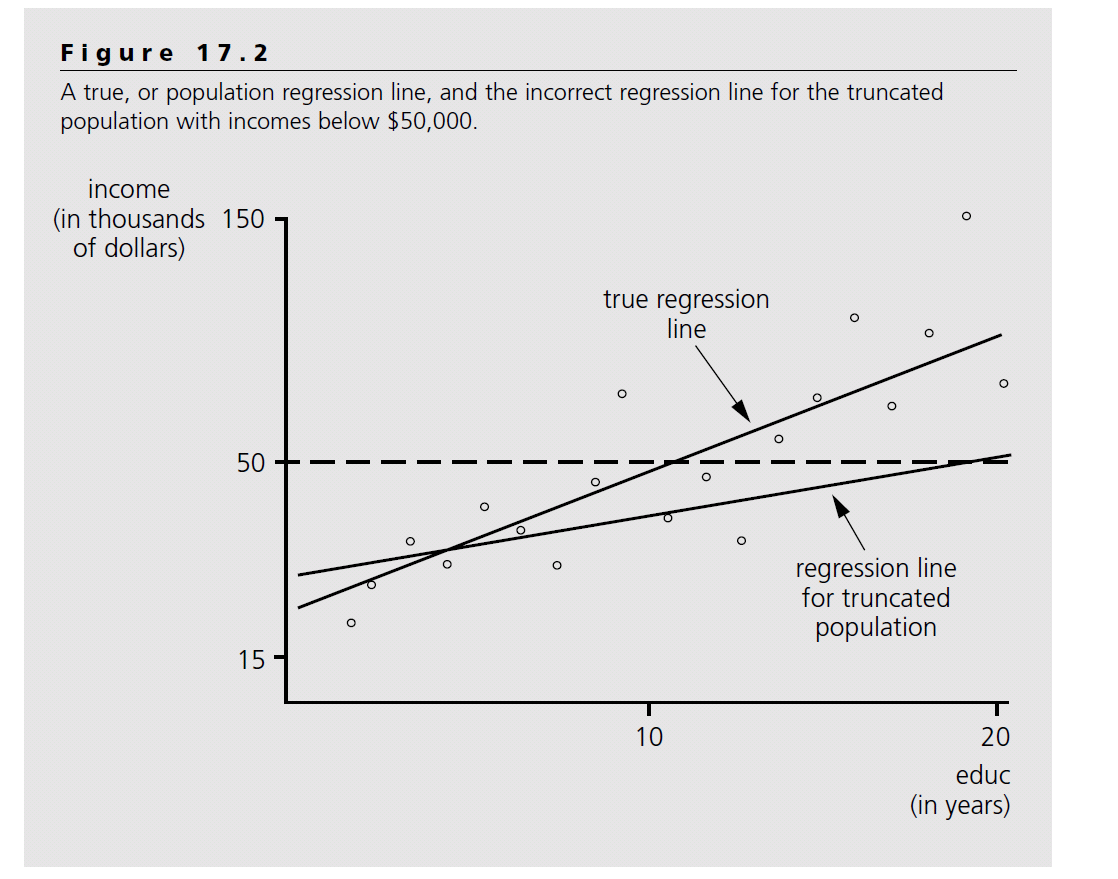 Figure 17.2
A true, or population regression line, and the incorrect regression line for the truncated
population with incomes below $50,000.
income
(in thousands
of dollars)
150
true regression
line
50
regression line
for truncated
population
15
10
20
educ
(in years)